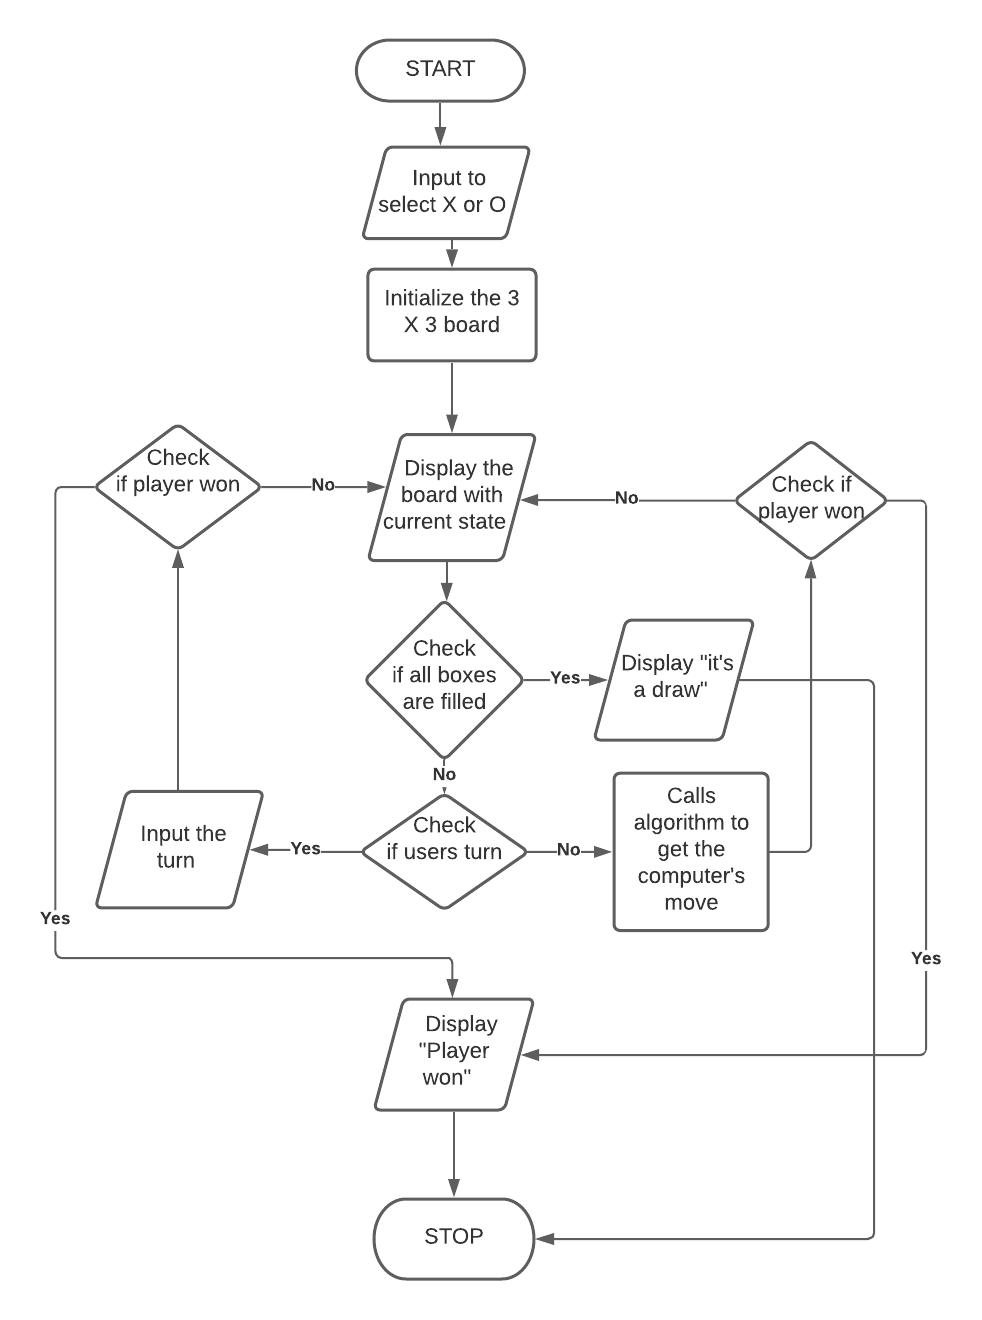 START
Input to
select X or O
Initialize the 3
X 3 board
Check
if player won
No
Display the
board with
current state
No
Check if
player won
Check
if all boxes
are filled
Yes
Display "it's
a draw"
No
Check
if users turn
Yes
Input the
turn
No
Calls
algorithm to
get the
computer's
move
Yes
Yes
Display
"Player
won"
STOP